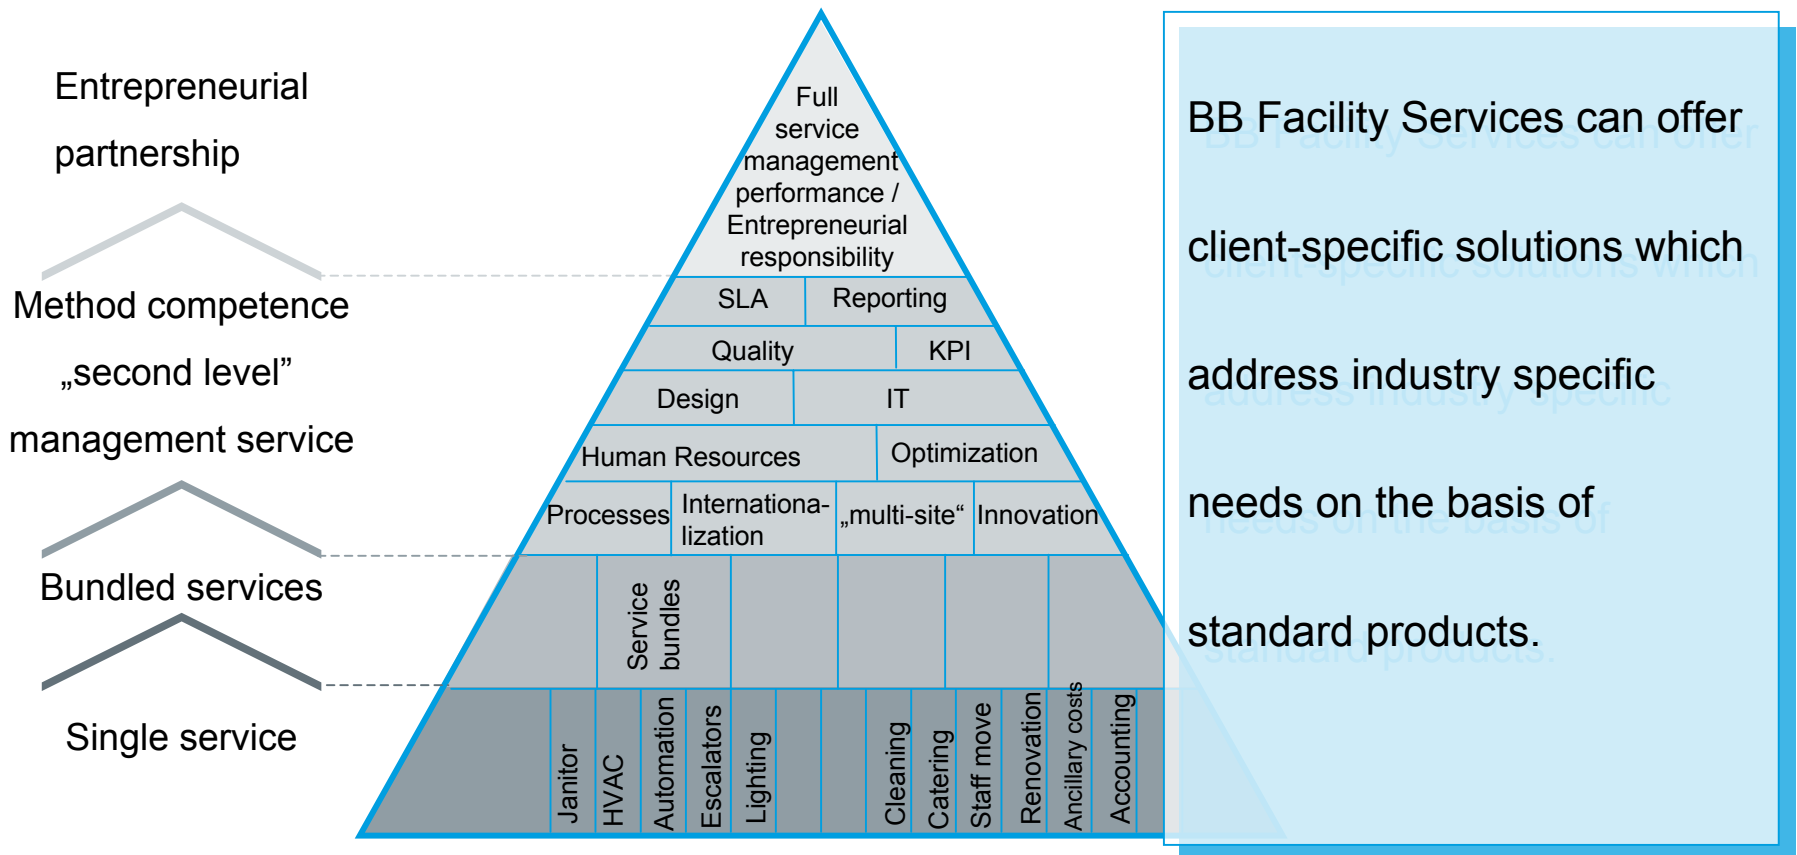 Entrepreneurial
partnership
Method competence
„second level”
management service
Bundled services
Single service
Full
service
management
performance /
Entrepreneurial
responsibility
SLA
Reporting
Quality
KPI
Design
IT
Human Resources
Optimization
Processes
Internationa-
lization
„multi-site“
Innovation
Service
bundles
Janitor
HVAC
Automation
Escalators
Lighting
Cleaning
Catering
Staff move
Renovation
Ancillary costs
Accounting
BB Facility Services can offer
client-specific solutions which
address industry specific
needs on the basis of
standard products.